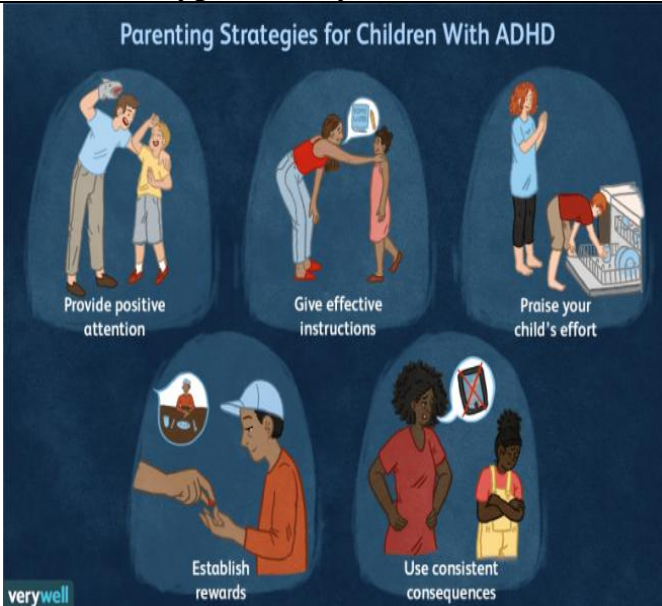 Parenting Strategies for Children With ADHD
Provide positive
attention
Give effective
instructions
Praise your
child's effort
Establish
rewards
Use consistent
consequences
verywell